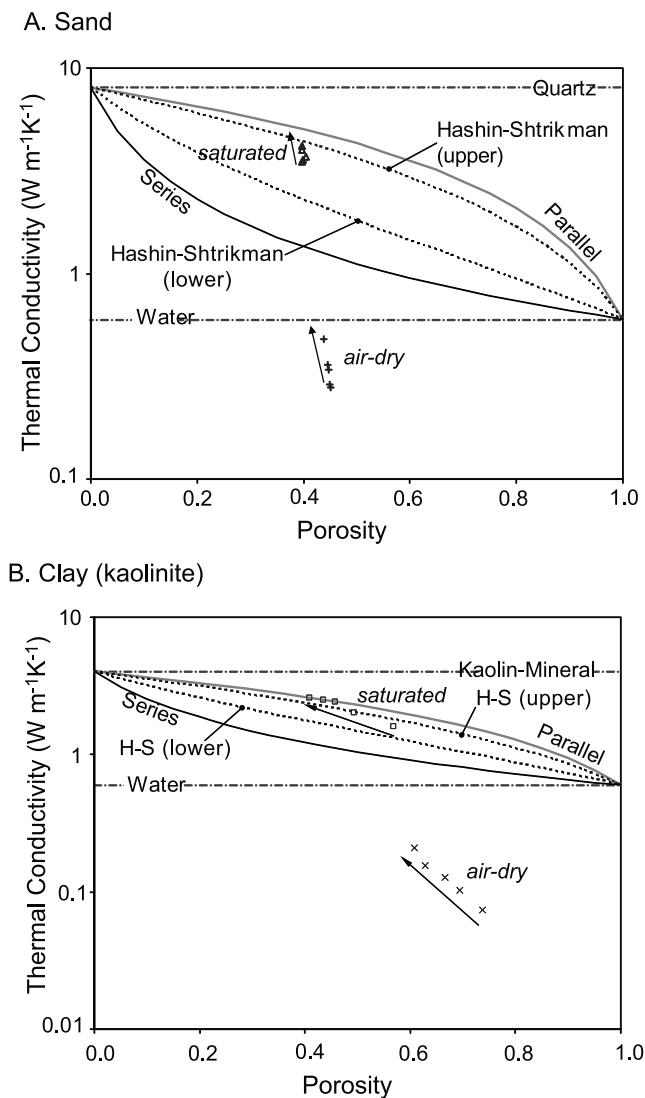 A. Sand
10
Quartz
saturated
Hashin-Shtrikman
(upper)
Series
Parallel
1
Hashin-Shtrikman
(lower)
Water
air-dry
0.1
0.0 0.2 0.4 0.6 0.8 1.0
Thermal Conductivity (W m⁻¹K⁻¹)
Porosity
B. Clay (kaolinite)
10
Kaolin-Mineral
saturated
H-S (upper)
Series
H-S (lower)
Parallel
1
Water
air-dry
0.1
0.01
0.0 0.2 0.4 0.6 0.8 1.0
Thermal Conductivity (W m⁻¹K⁻¹)
Porosity